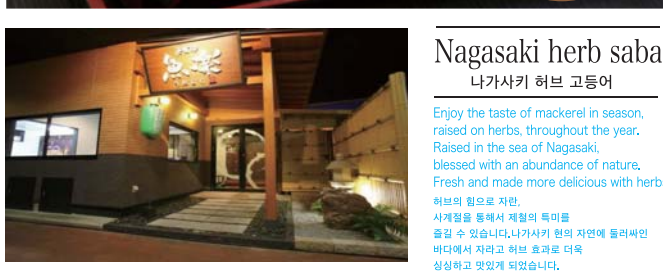 Nagasaki herb saba
나가사키 허브 고등어
Enjoy the taste of mackerel in season,
raised on herbs, throughout the year.
Raised in the sea of Nagasaki,
blessed with an abundance of nature.
Fresh and made more delicious with herb
허브의 힘으로 자란,
사계절을 통해서 제철의 특미를
즐길 수 있습니다.나가사키 현의 자연에 둘러싸인
바다에서 자라고 허브 효과로 더욱
싱싱하고 맛있게 되었습니다.